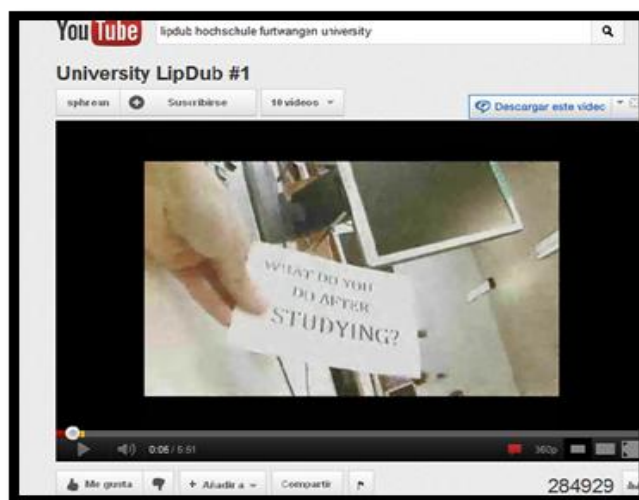 YouTube lipdub hochschule furtwangen university
University LipDub #1
sphrean Suscribirse 10 videos Descargar este video
WHAT DO YOU
DO AFTER
STUDYING?
0:06 / 5:51 360p
Me gusta + Añadir a Compartir 284929